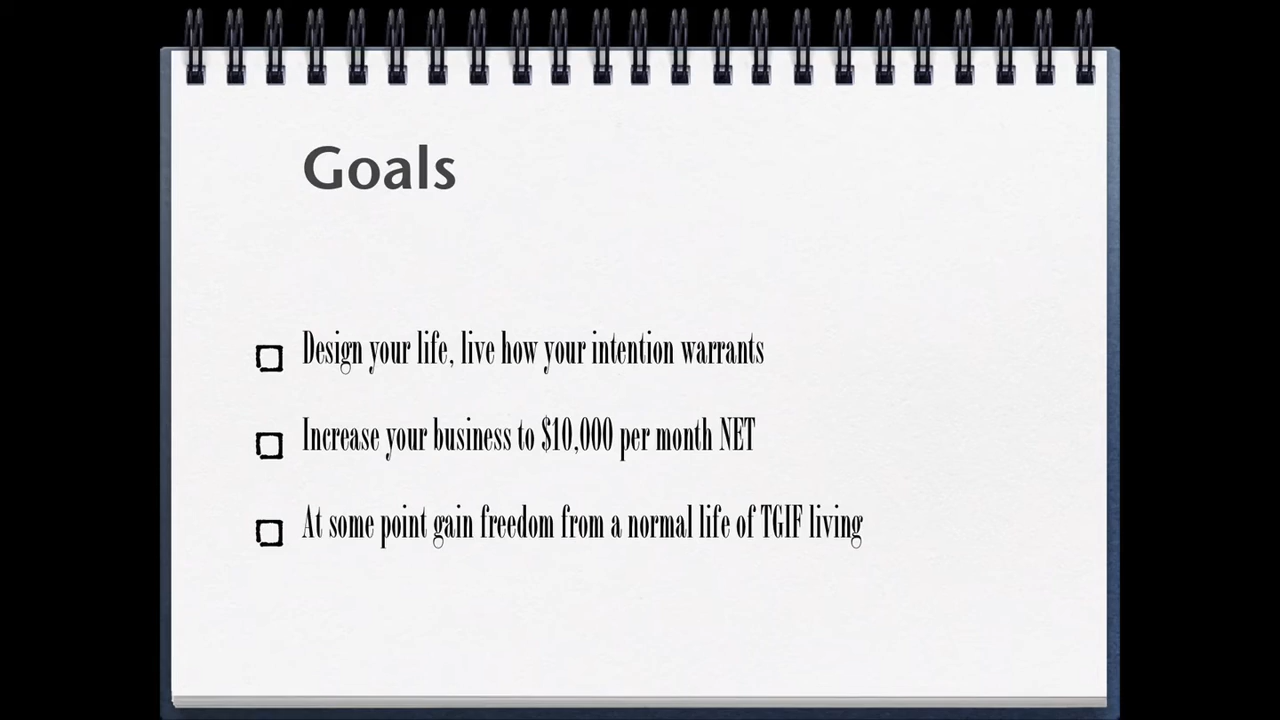 Goals
Design your life, live how your intention warrants
Increase your business to $10,000 per month NET
At some point gain freedom from a normal life of TGIF living